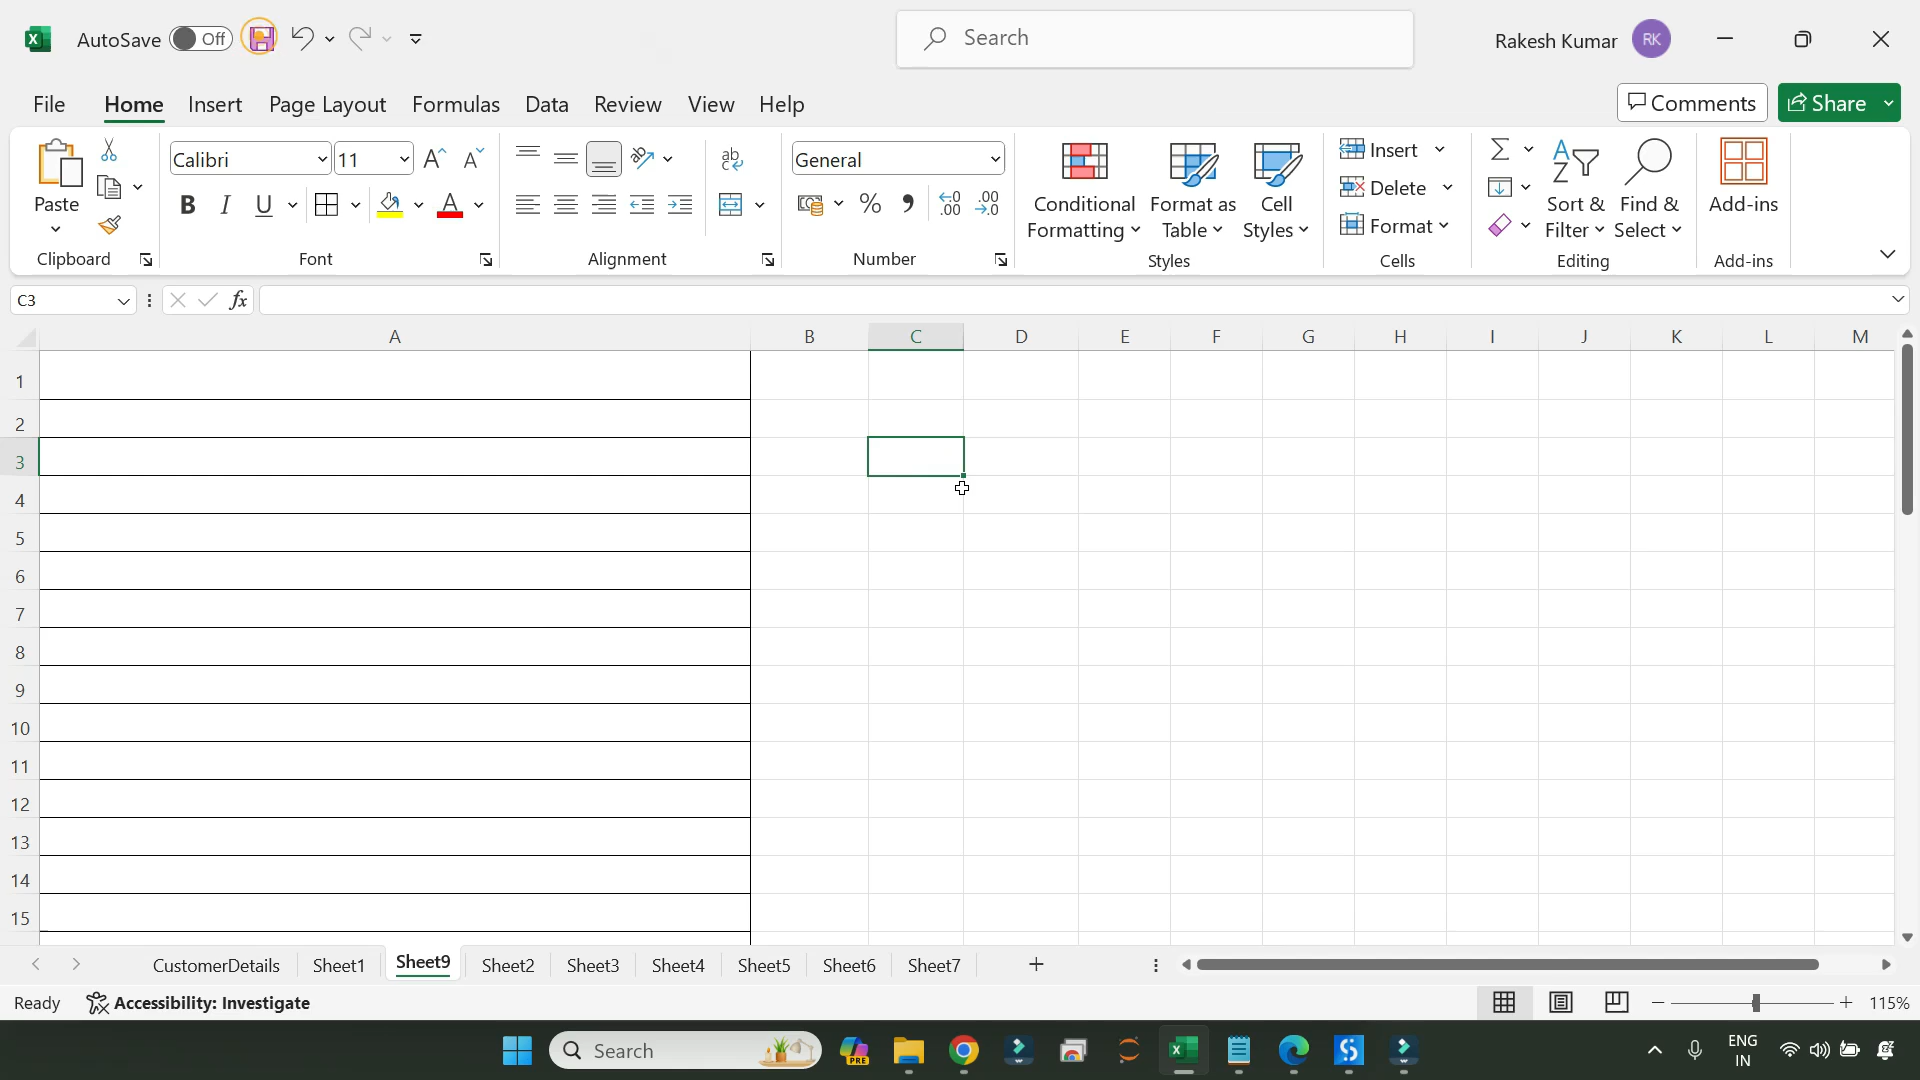 AutoSave Off
Search
Rakesh Kumar RK
File Home Insert Page Layout Formulas Data Review View Help
Comments Share
Paste
Clipboard
Calibri 11
B I U A
Font
ab
Alignment
General
% , .00 .00
Number
Conditional Formatting
Format as Table
Cell Styles
Styles
Insert
Delete
Format
Cells
Sort & Filter
Find & Select
Editing
Add-ins
Add-ins
C3 fx
A B C D E F G H I J K L M
1
2
3
4
5
6
7
8
9
10
11
12
13
14
15
CustomerDetails Sheet1 Sheet9 Sheet2 Sheet3 Sheet4 Sheet5 Sheet6 Sheet7
Ready Accessibility: Investigate 115%
Search PRE ENG IN